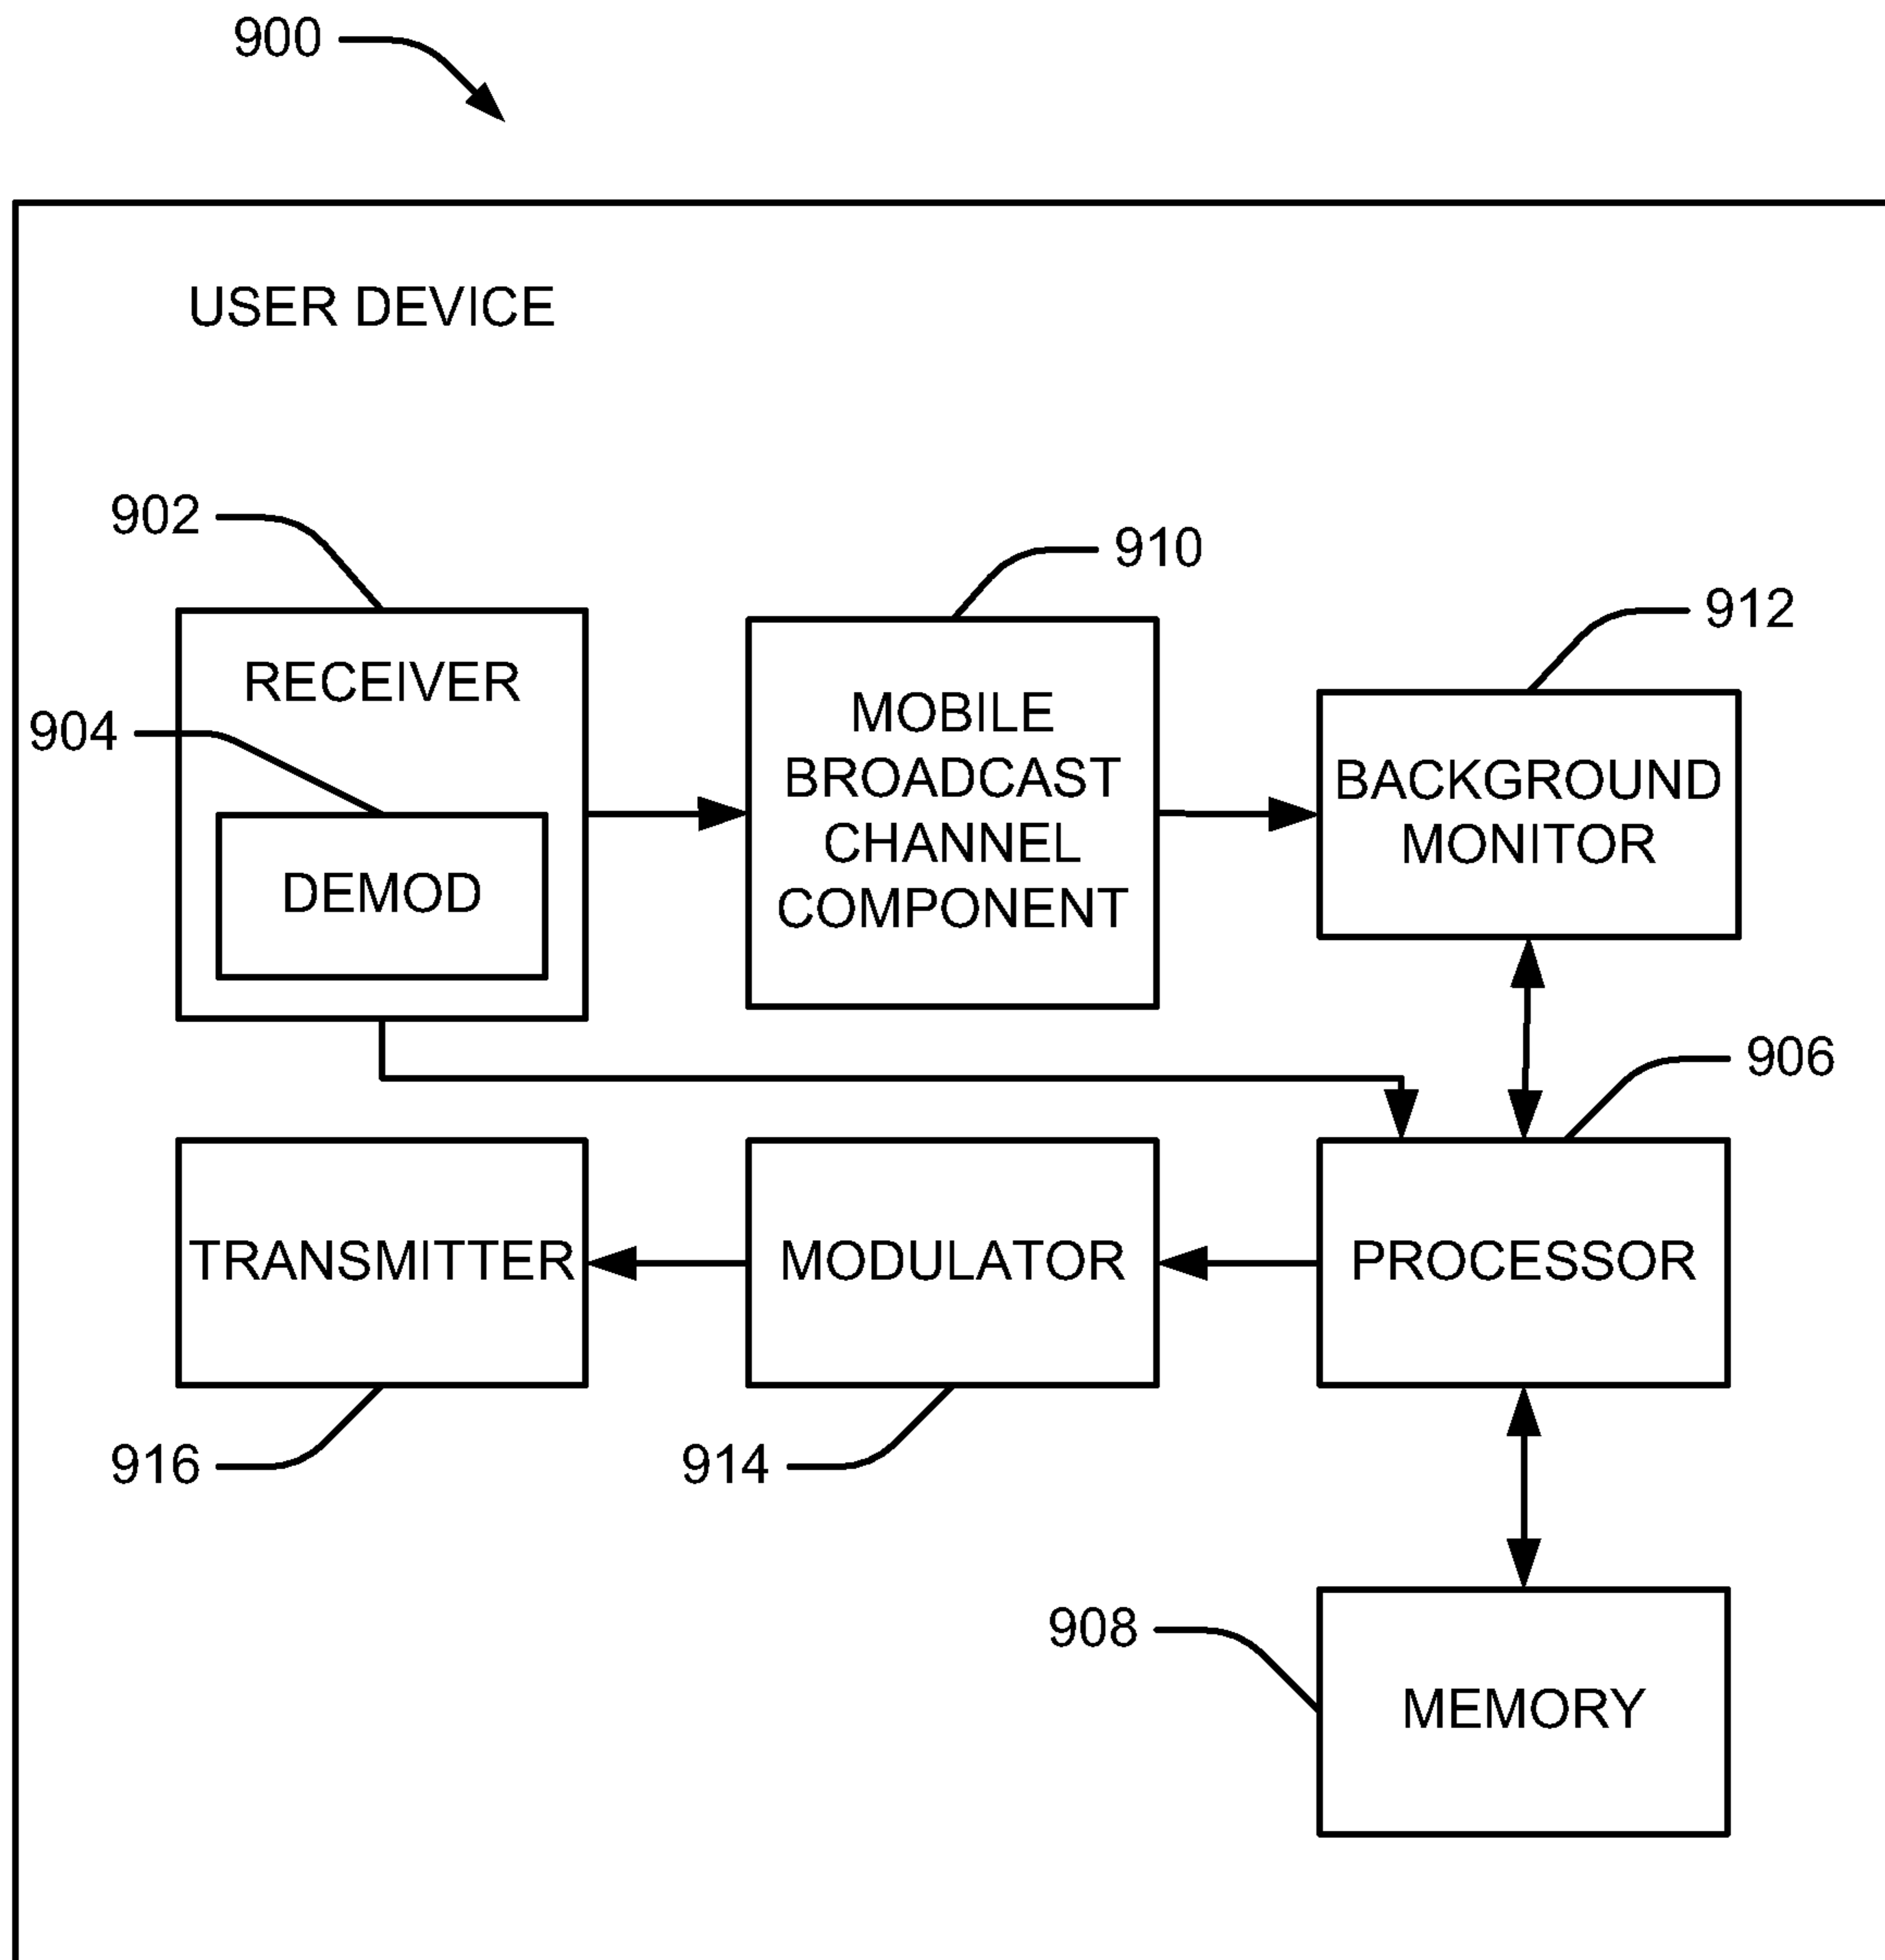 900
USER DEVICE
902
910
912
RECEIVER
904
DEMOD
MOBILE
BROADCAST
CHANNEL
COMPONENT
BACKGROUND
MONITOR
906
TRANSMITTER
MODULATOR
PROCESSOR
916
914
908
MEMORY